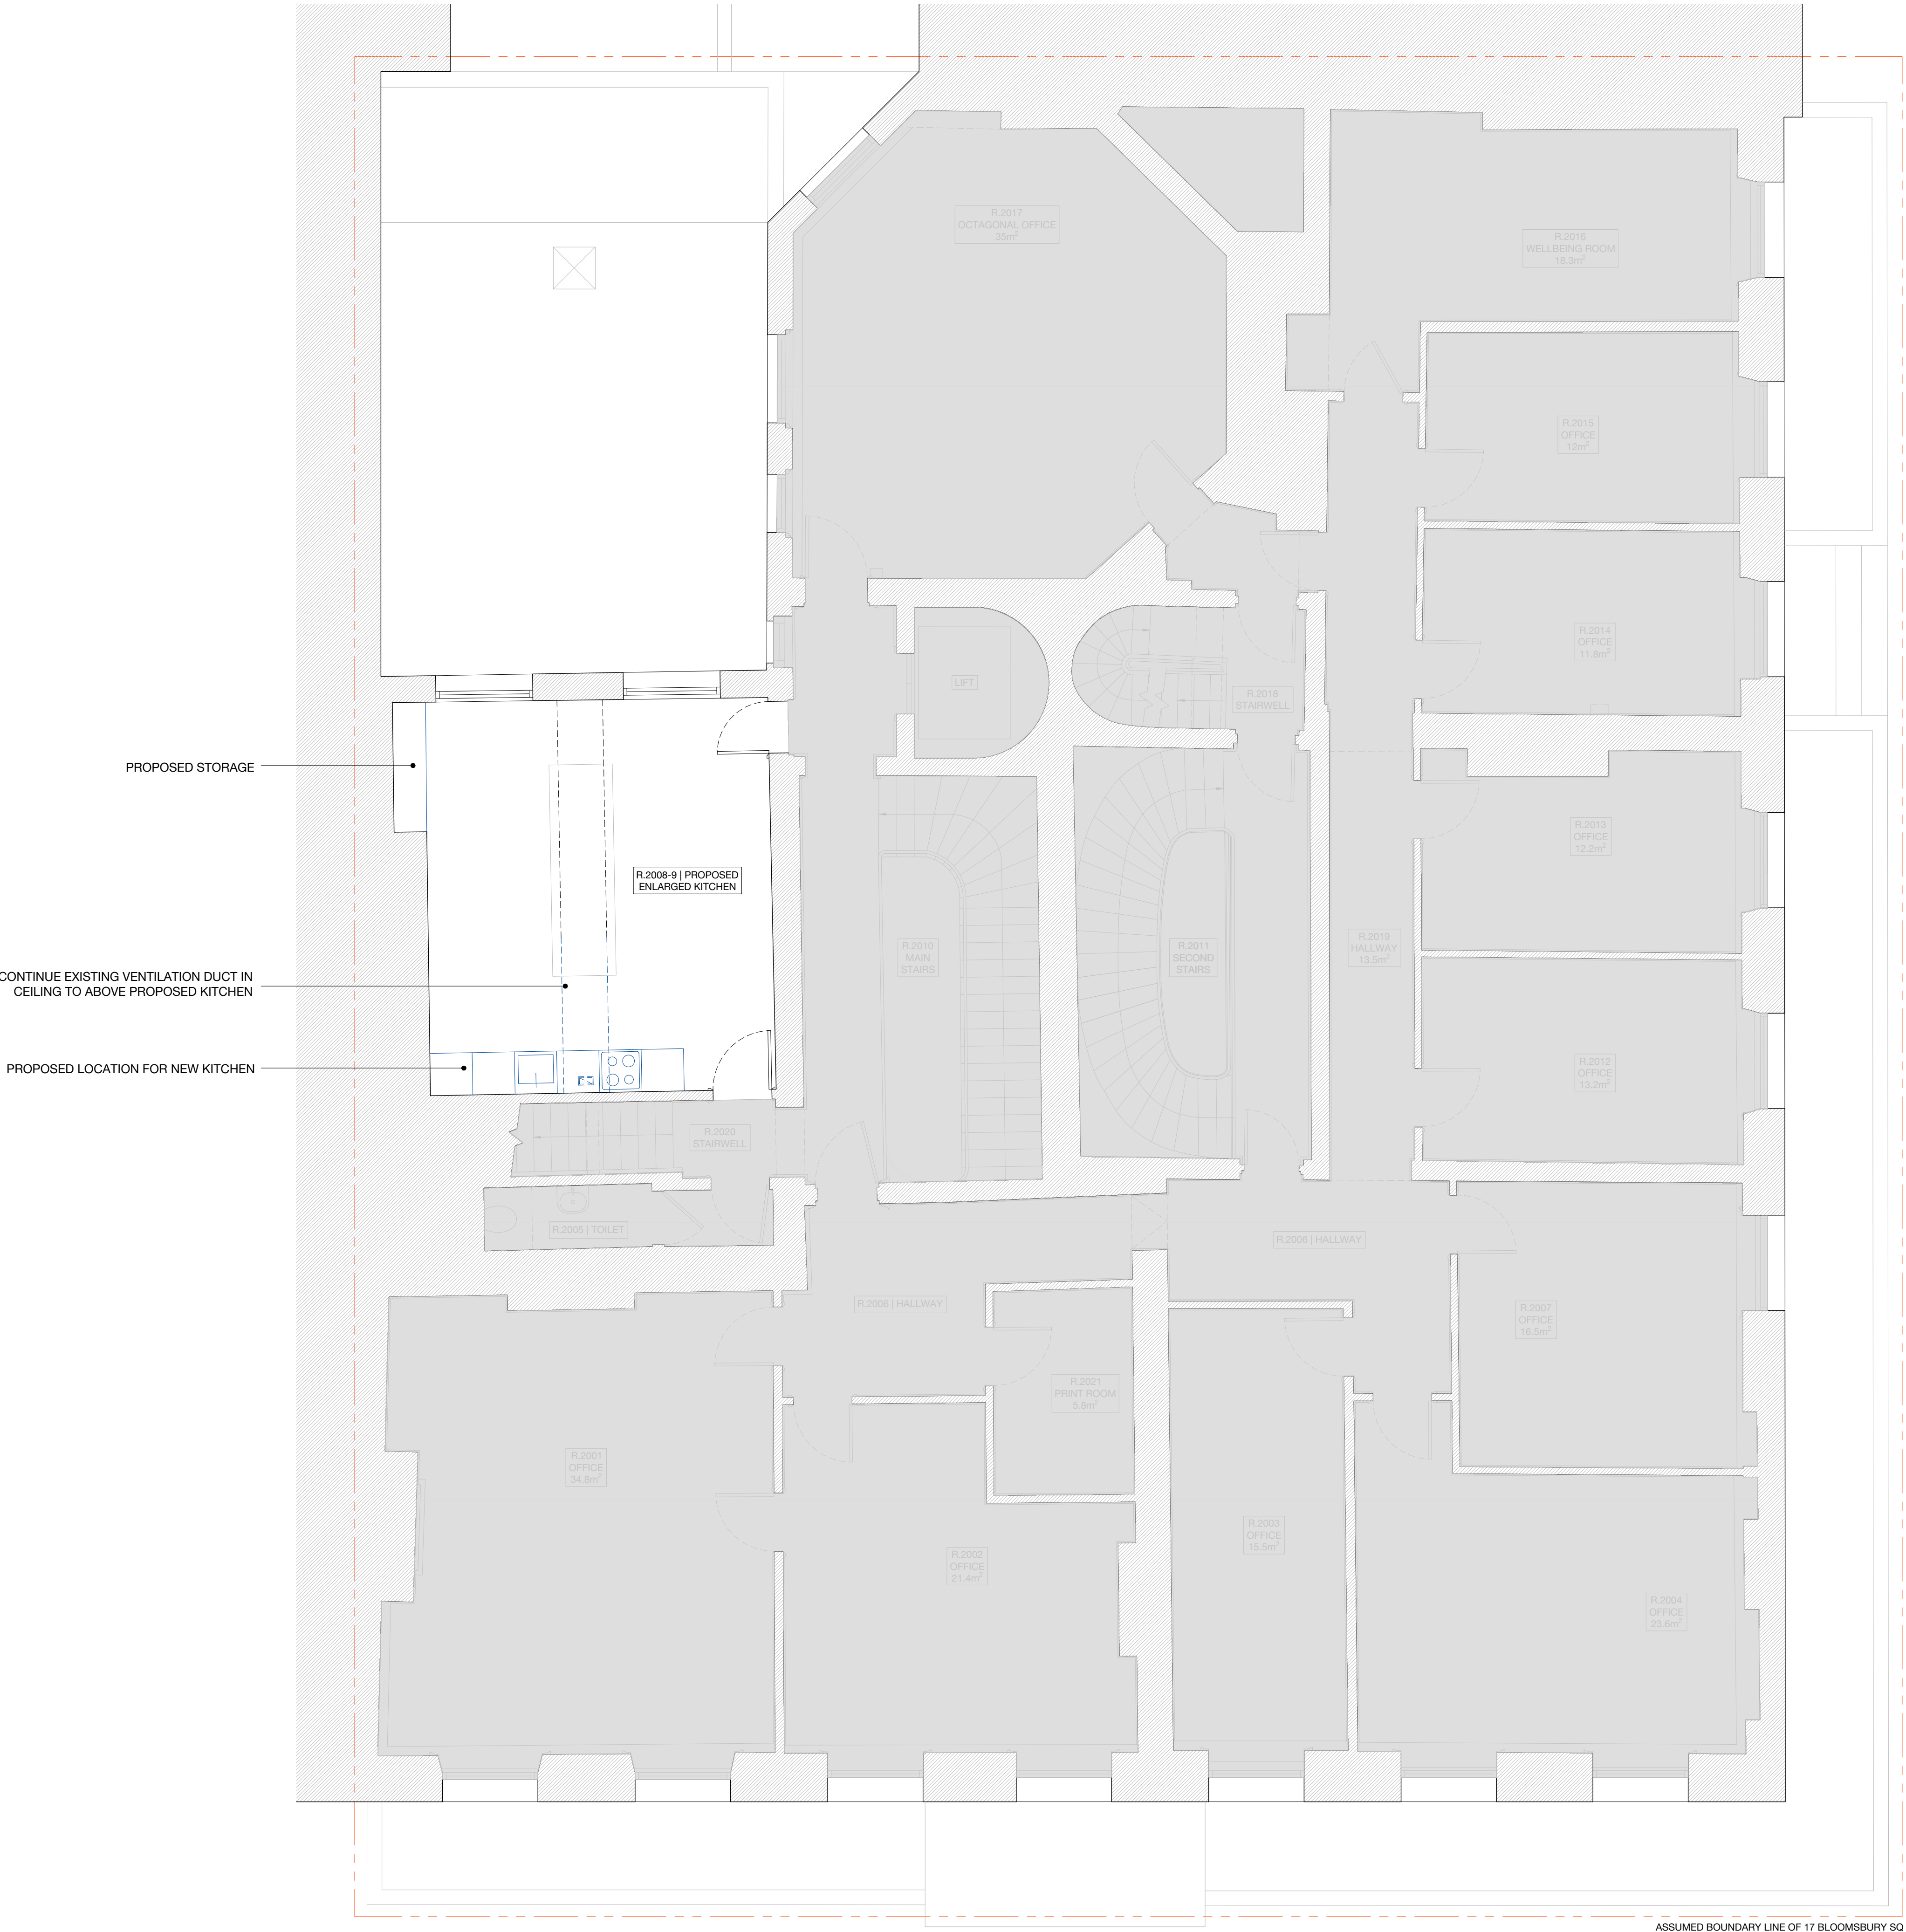 R.2017
OCTAGONAL OFFICE
35m²
R.2016
WELLBEING ROOM
18.3m²
R.2015
OFFICE
12m²
R.2014
OFFICE
11.8m²
LIFT
R.2018
STAIRWELL
PROPOSED STORAGE
R.2013
OFFICE
12.2m²
R.2008-9 | PROPOSED
ENLARGED KITCHEN
R.2010
MAIN
STAIRS
R.2011
SECOND
STAIRS
R.2019
HALLWAY
13.5m²
CONTINUE EXISTING VENTILATION DUCT IN
CEILING TO ABOVE PROPOSED KITCHEN
PROPOSED LOCATION FOR NEW KITCHEN
R.2012
OFFICE
13.2m²
R.2020
STAIRWELL
R.2005 | TOILET
R.2006 | HALLWAY
R.2006 | HALLWAY
R.2007
OFFICE
16.5m²
R.2021
PRINT ROOM
5.8m²
R.2001
OFFICE
34.8m²
R.2003
OFFICE
15.5m²
R.2002
OFFICE
21.4m²
R.2004
OFFICE
23.6m²
ASSUMED BOUNDARY LINE OF 17 BLOOMSBURY SQ